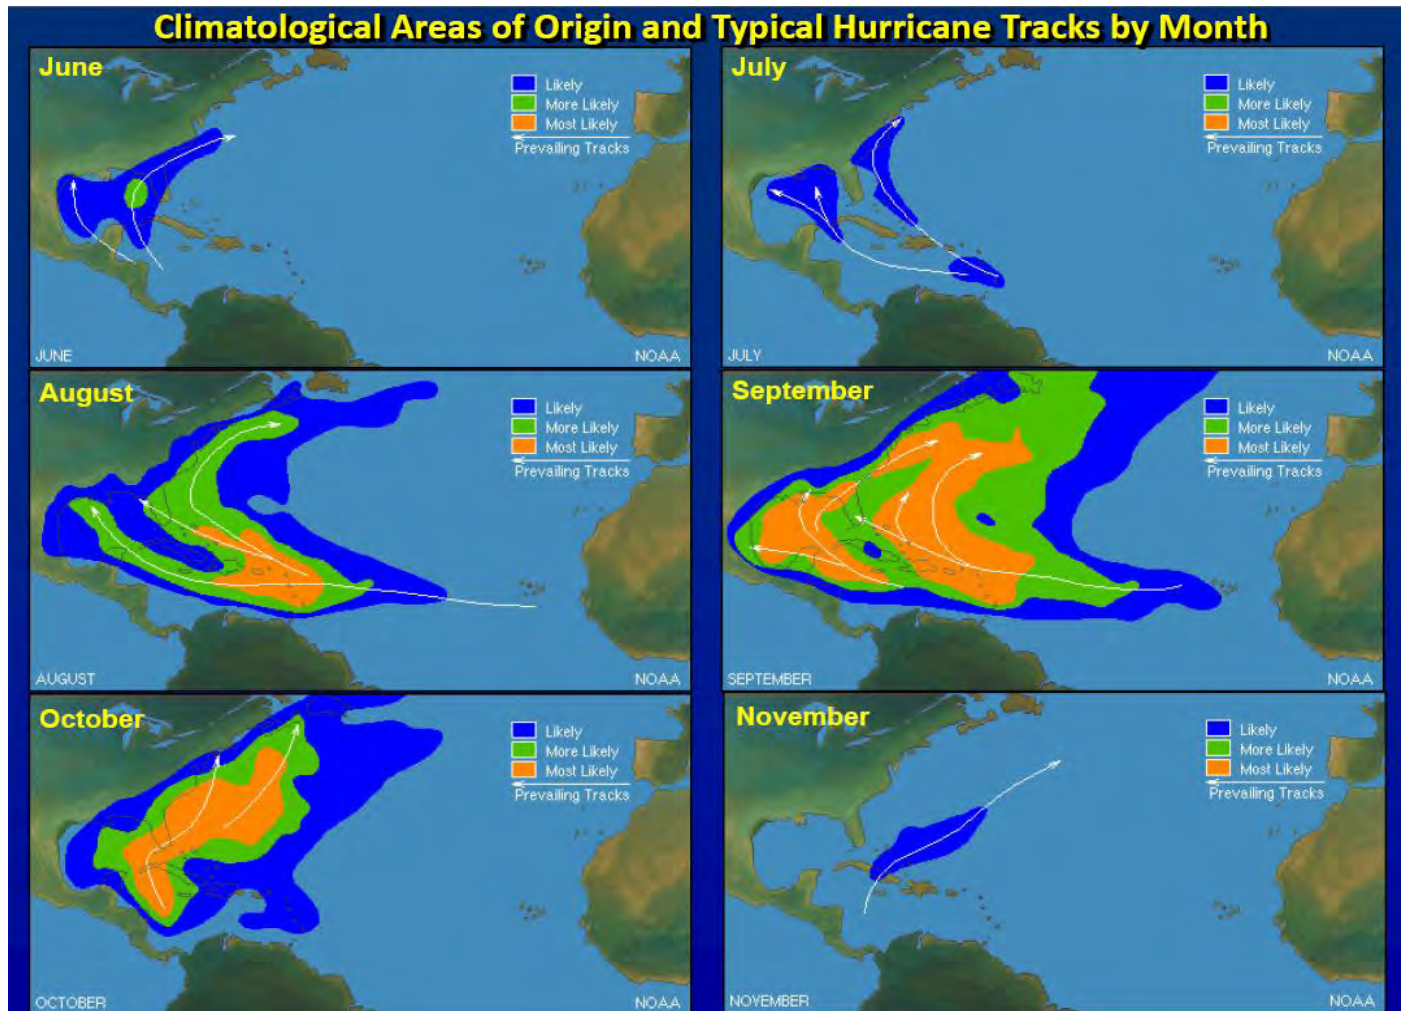 Climatological Areas of Origin and Typical Hurricane Tracks by Month
June
Likely
More Likely
Most Likely
Prevailing Tracks
JUNE
NOAA
July
Likely
More Likely
Most Likely
Prevailing Tracks
JULY
NOAA
August
Likely
More Likely
Most Likely
Prevailing Tracks
AUGUST
NOAA
September
Likely
More Likely
Most Likely
Prevailing Tracks
SEPTEMBER
NOAA
October
Likely
More Likely
Most Likely
Prevailing Tracks
OCTOBER
NOAA
November
Likely
More Likely
Most Likely
Prevailing Tracks
NOVEMBER
NOAA